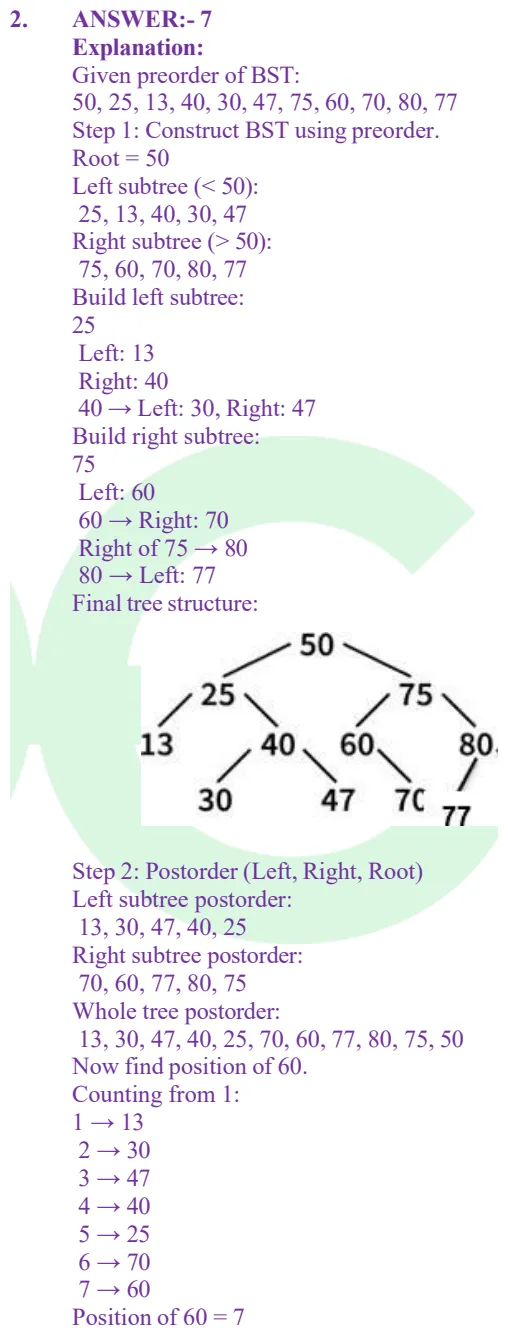 2. ANSWER:- 7
Explanation:
Given preorder of BST:
50, 25, 13, 40, 30, 47, 75, 60, 70, 80, 77
Step 1: Construct BST using preorder.
Root = 50
Left subtree (< 50):
25, 13, 40, 30, 47
Right subtree (> 50):
75, 60, 70, 80, 77
Build left subtree:
25
Left: 13
Right: 40
40 → Left: 30, Right: 47
Build right subtree:
75
Left: 60
60 → Right: 70
Right of 75 → 80
80 → Left: 77
Final tree structure:
50
25 75
13 40 60 80
30 47 70 77
Step 2: Postorder (Left, Right, Root)
Left subtree postorder:
13, 30, 47, 40, 25
Right subtree postorder:
70, 60, 77, 80, 75
Whole tree postorder:
13, 30, 47, 40, 25, 70, 60, 77, 80, 75, 50
Now find position of 60.
Counting from 1:
1 → 13
2 → 30
3 → 47
4 → 40
5 → 25
6 → 70
7 → 60
Position of 60 = 7